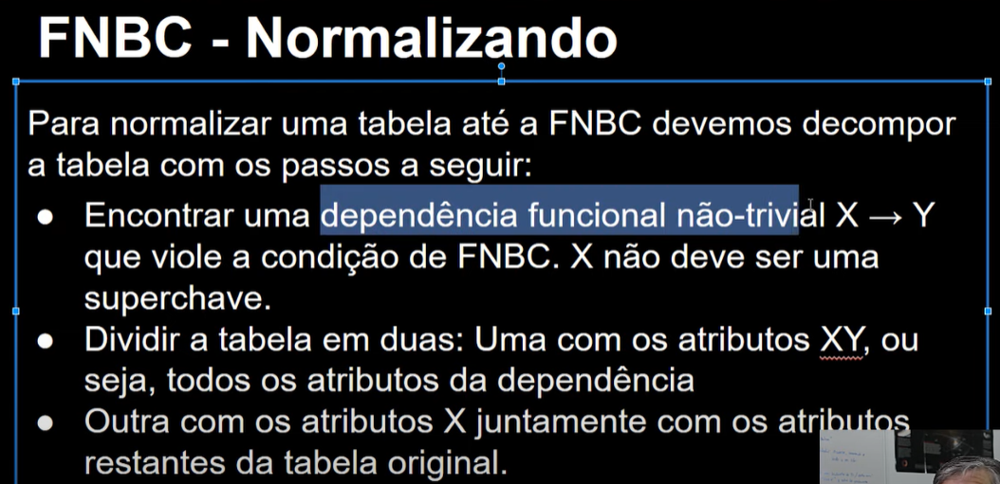 FNBC - Normalizando
Para normalizar uma tabela até a FNBC devemos decompor
a tabela com os passos a seguir:
● Encontrar uma dependência funcional não-trivial X → Y
que viole a condição de FNBC. X não deve ser uma
superchave.
● Dividir a tabela em duas: Uma com os atributos XY, ou
seja, todos os atributos da dependência
● Outra com os atributos X juntamente com os atributos
restantes da tabela original.